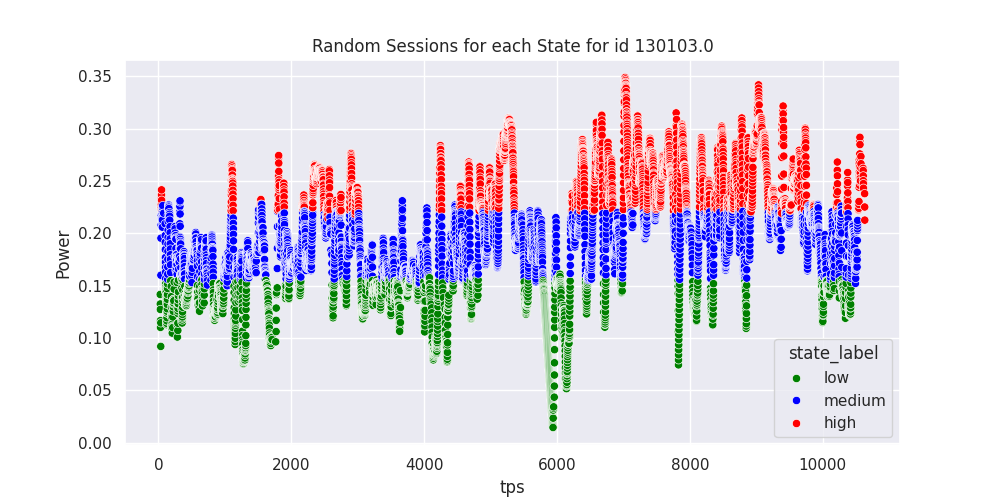 Random Sessions for each State for id 130103.0
Power
0.35
0.30
0.25
0.20
0.15
0.10
0.05
0.00
0
2000
4000
6000
8000
10000
tps
state_label
low
medium
high